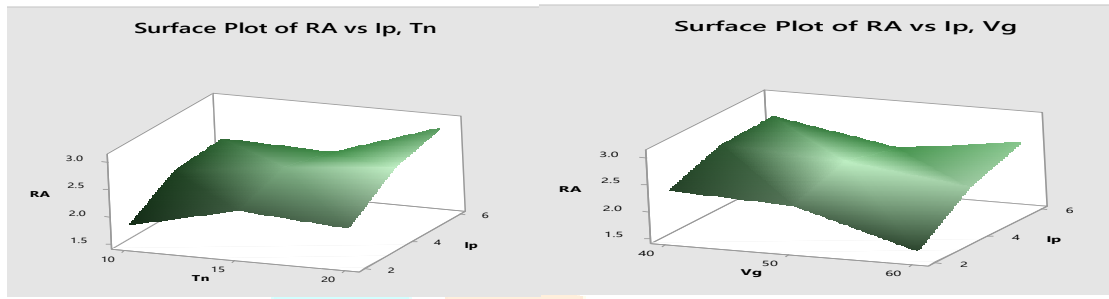 Surface Plot of RA vs Ip, Tn
3.0
2.5
RA
2.0
1.5
10
15
Tn
20
2
4
Ip
6
Surface Plot of RA vs Ip, Vg
3.0
2.5
RA
2.0
1.5
40
50
Vg
60
2
4
Ip
6